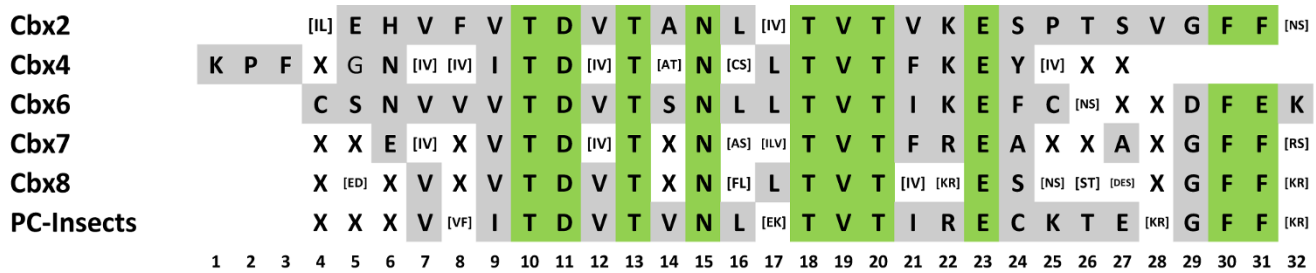 Cbx2 [IL] E H V F V T D V T A N L [IV] T V T V K E S P T S V G F F [NS]
Cbx4 K P F X G N [IV] [IV] I T D [IV] T [AT] N [CS] L T V T F K E Y [IV] X X
Cbx6 C S N V V V T D V T S N L L T V T I K E F C [NS] X X D F E K
Cbx7 X X E [IV] X V T D [IV] T X N [AS] [ILV] T V T F R E A X X A X G F F [RS]
Cbx8 X [ED] X V X V T D V T X N [FL] L T V T [IV] [KR] E S [NS] [ST] [DES] X G F F [KR]
PC-Insects X X X V [VF] I T D V T V N L [EK] T V T I R E C K T E [KR] G F F [KR]
1 2 3 4 5 6 7 8 9 10 11 12 13 14 15 16 17 18 19 20 21 22 23 24 25 26 27 28 29 30 31 32